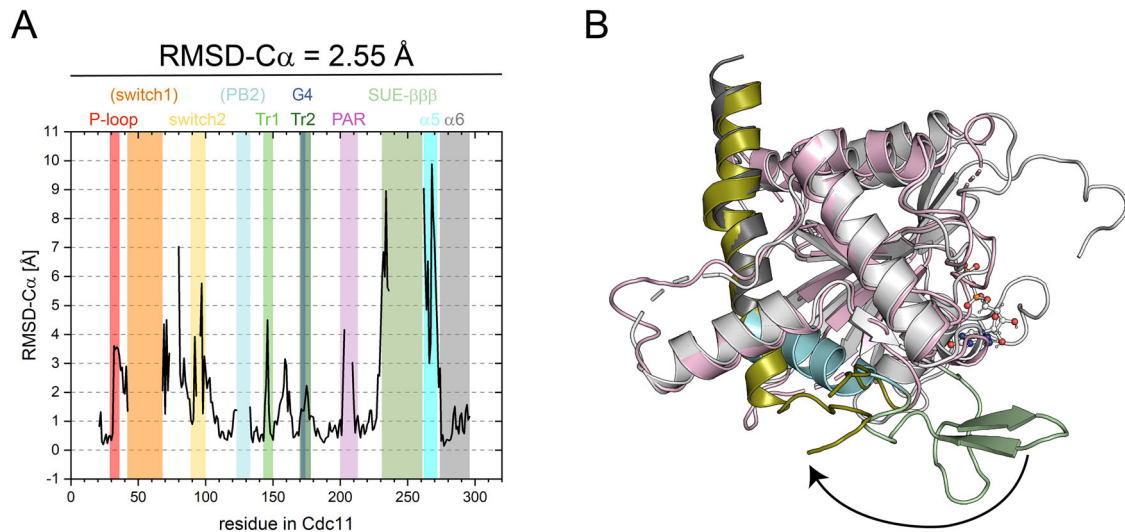 A
B
RMSD-Cα = 2.55 Å
(switch1) (PB2) G4 SUE-βββ
P-loop switch2 Tr1 Tr2 PAR α5 α6
11
10
9
8
7
6
5
4
3
2
1
0
-1
RMSD-Cα [Å]
0 50 100 150 200 250 300
residue in Cdc11